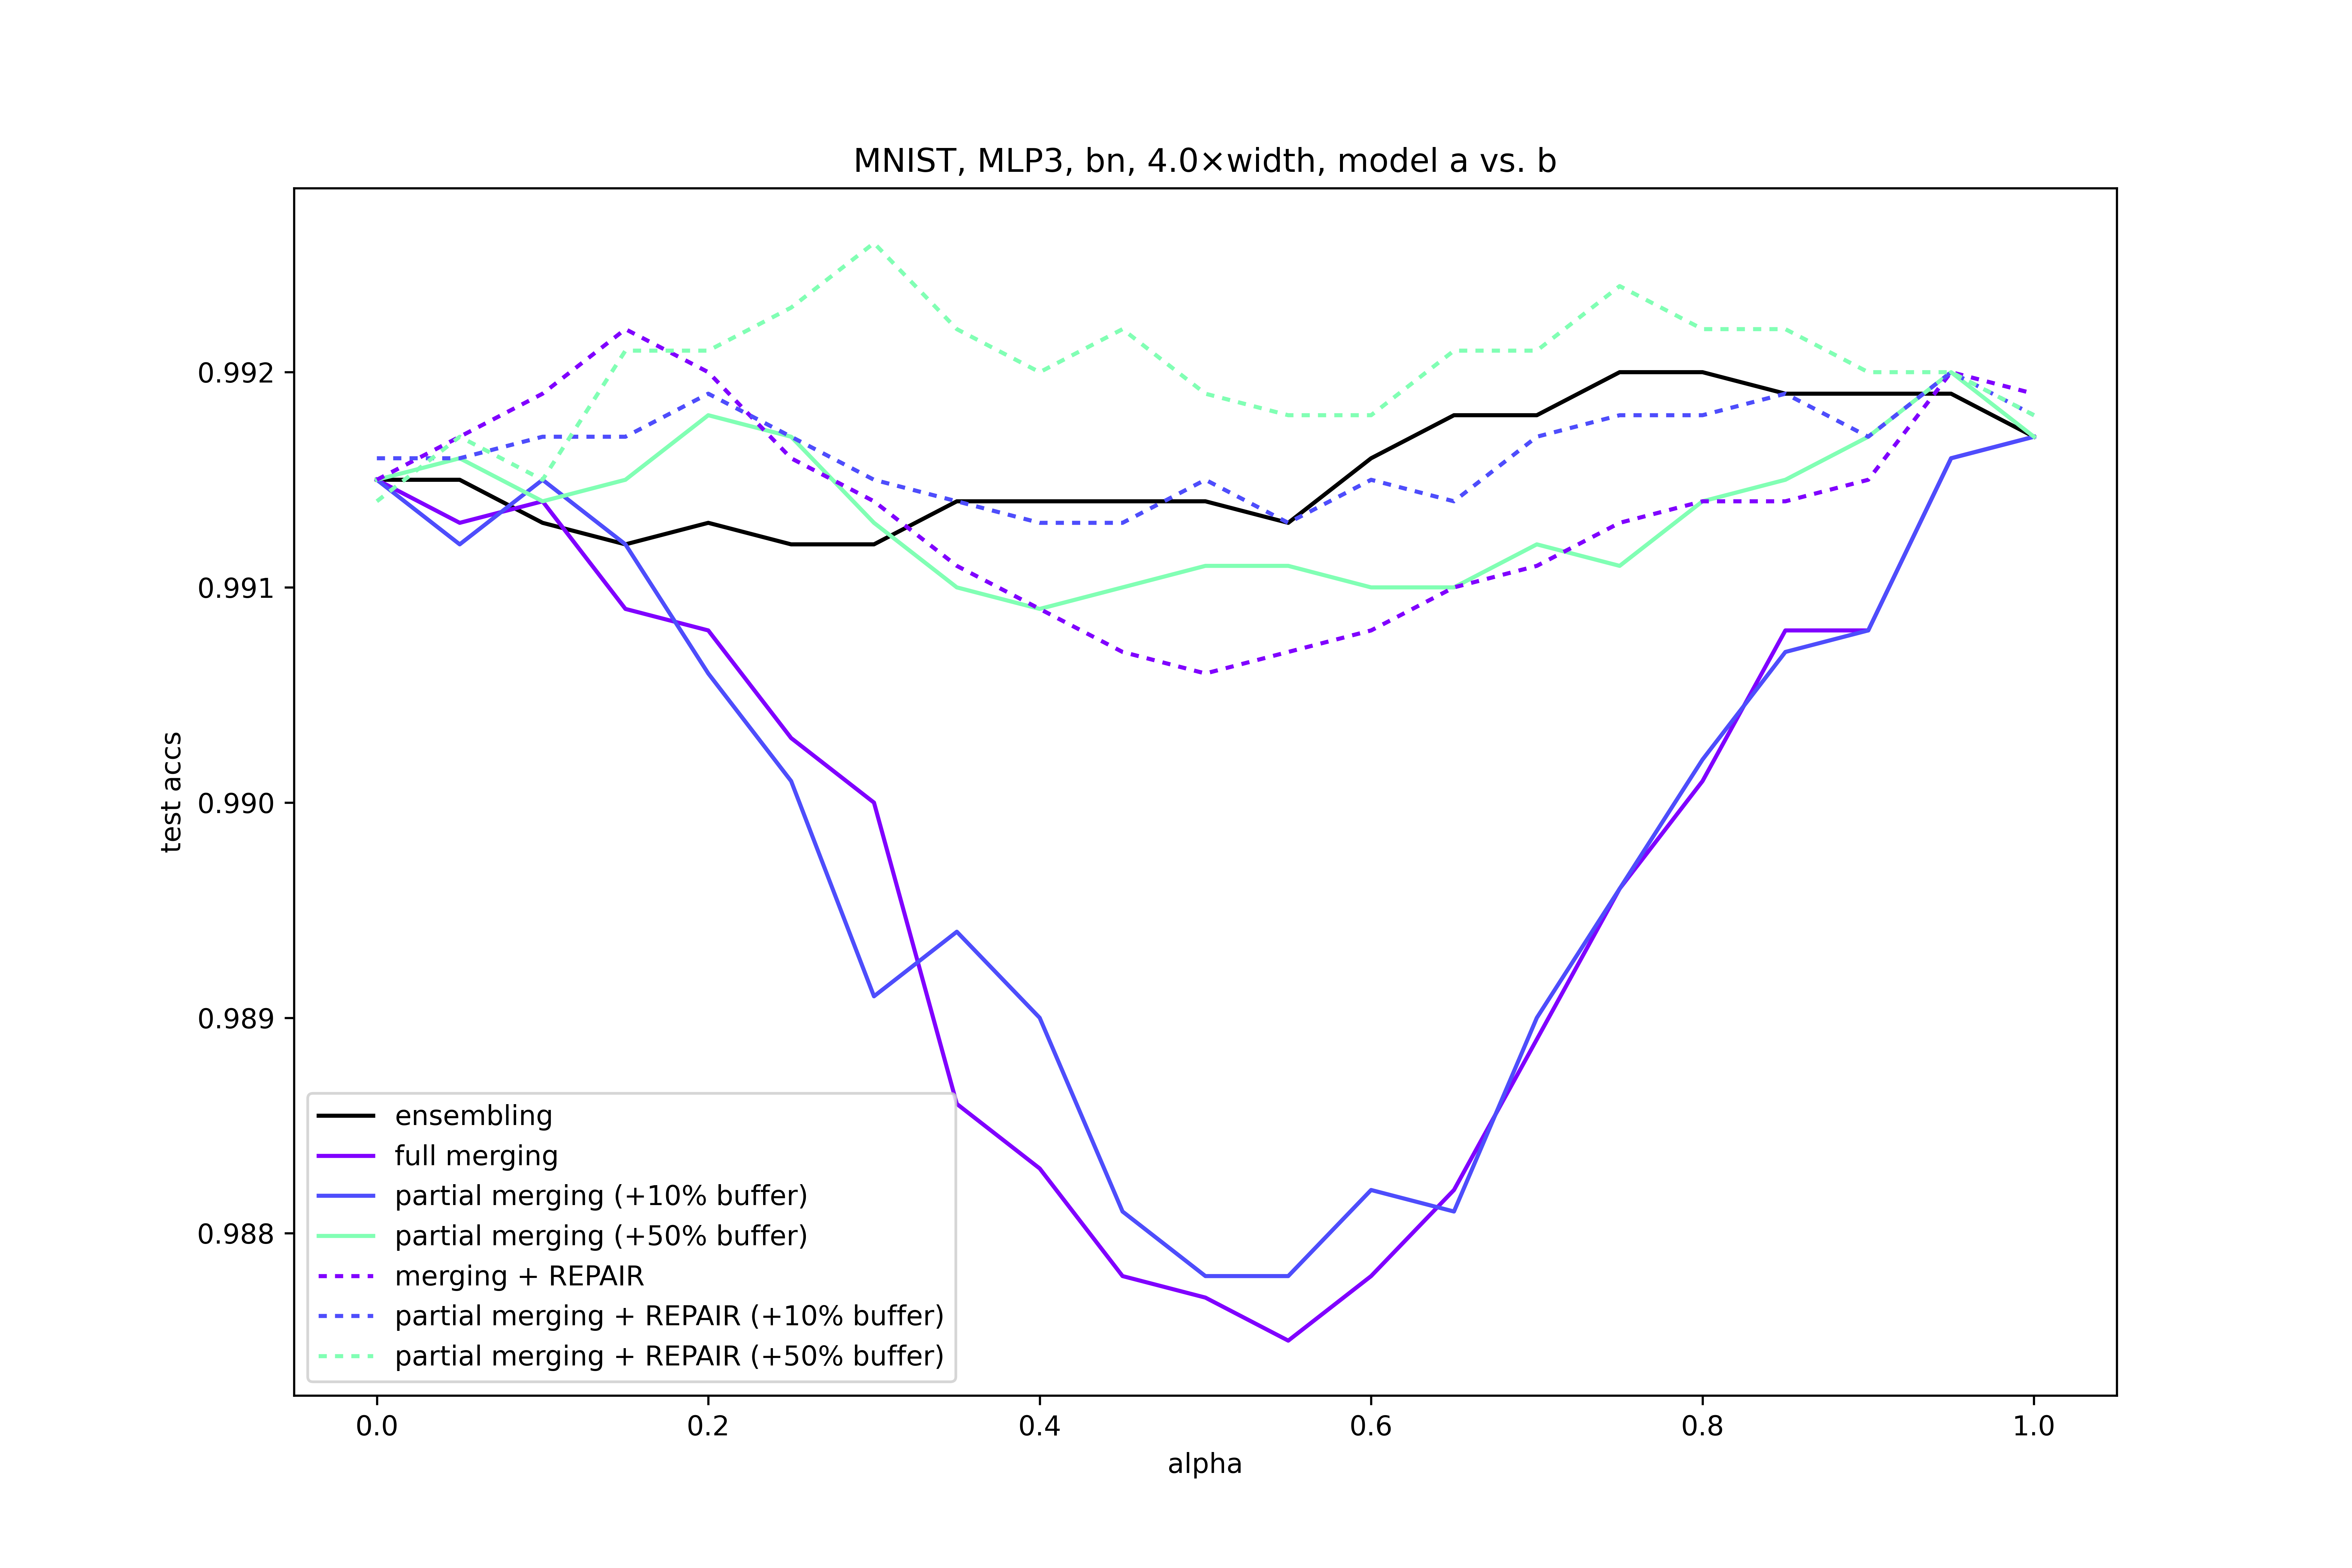 MNIST, MLP3, bn, 4.0×width, model a vs. b
test accs
0.992
0.991
0.990
0.989
0.988
ensembling
full merging
partial merging (+10% buffer)
partial merging (+50% buffer)
merging + REPAIR
partial merging + REPAIR (+10% buffer)
partial merging + REPAIR (+50% buffer)
0.0 0.2 0.4 0.6 0.8 1.0
alpha